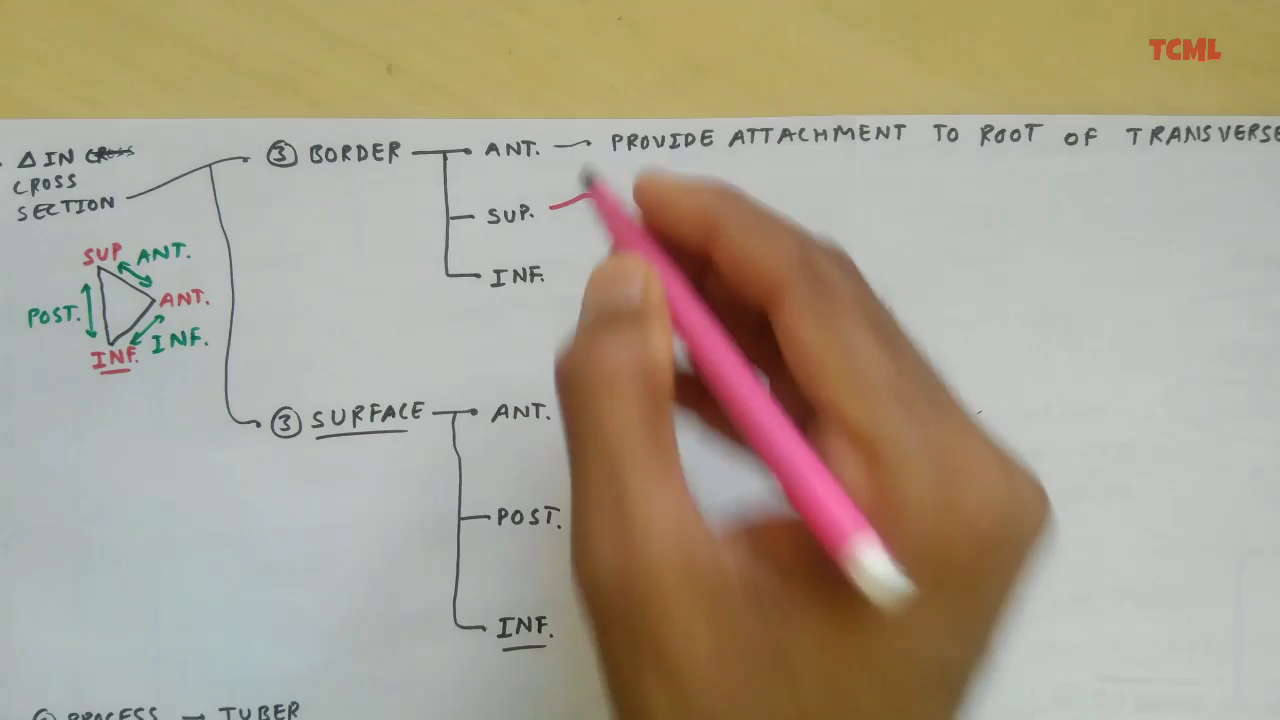 TCML
Δ IN
CROSS
SECTION
③ BORDER
ANT. → PROVIDE ATTACHMENT TO ROOT OF TRANSVERSE
SUP.
INF.
SUP
ANT.
POST.
ANT.
INF.
INF.
③ SURFACE
ANT.
POST.
INF.
PROCESS → TUBER